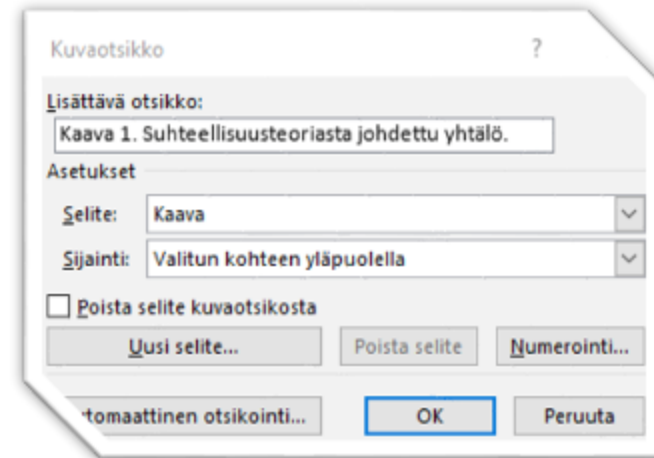 Kuvaotsikko ?
Lisättävä otsikko:
Kaava 1. Suhteellisuusteoriasta johdettu yhtälö.
Asetukset
Selite: Kaava
Sijainti: Valitun kohteen yläpuolella
Poista selite kuvaotsikosta
Uusi selite... Poista selite Numerointi...
otsikointi... OK Peruuta